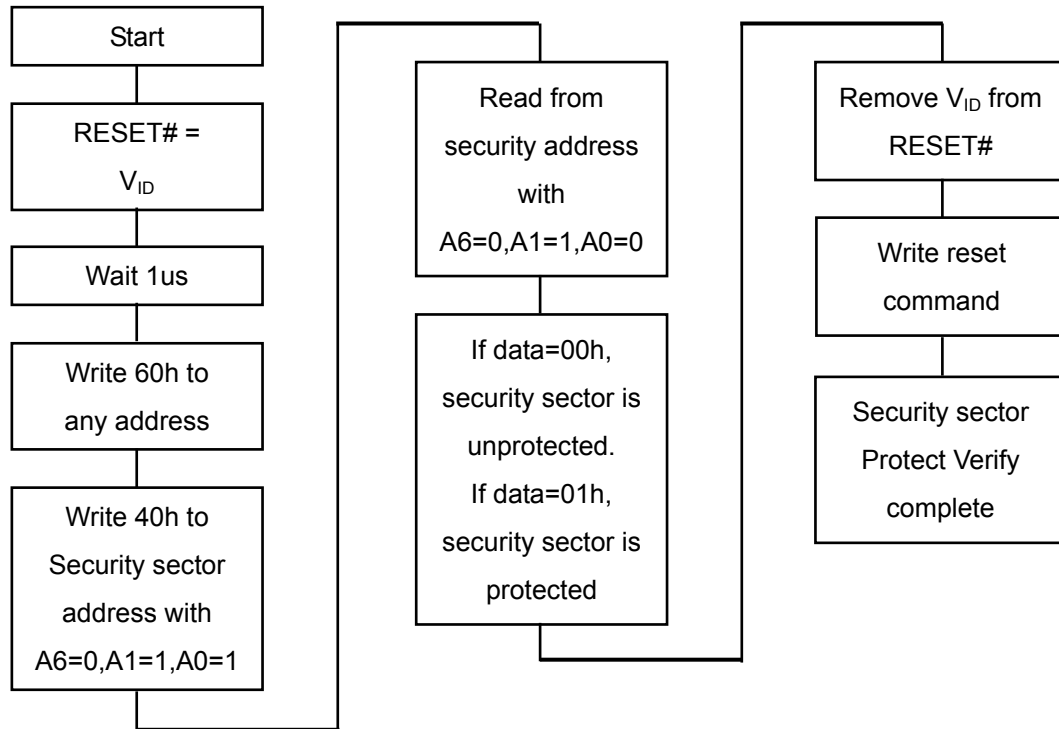 Start
RESET# =
VID
Wait 1us
Write 60h to
any address
Write 40h to
Security sector
address with
A6=0,A1=1,A0=1
Read from
security address
with
A6=0,A1=1,A0=0
If data=00h,
security sector is
unprotected.
If data=01h,
security sector is
protected
Remove VID from
RESET#
Write reset
command
Security sector
Protect Verify
complete